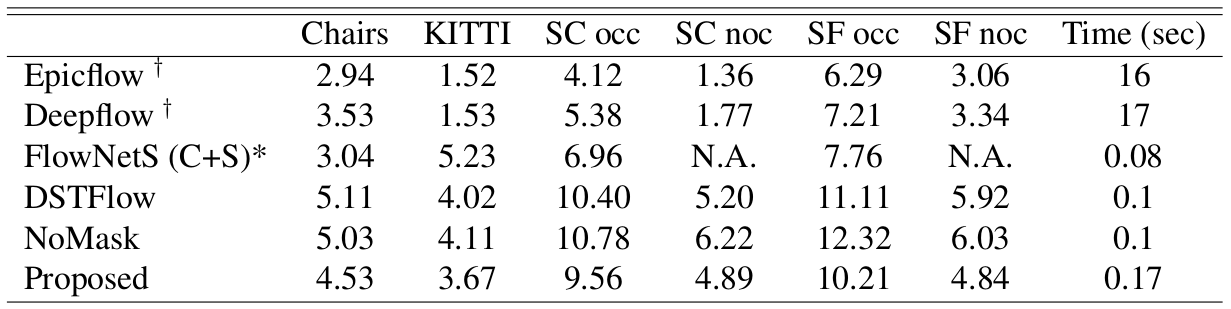 Chairs KITTI SC occ SC noc SF occ SF noc Time (sec)
Epicflow † 2.94 1.52 4.12 1.36 6.29 3.06 16
Deepflow † 3.53 1.53 5.38 1.77 7.21 3.34 17
FlowNetS (C+S)* 3.04 5.23 6.96 N.A. 7.76 N.A. 0.08
DSTFlow 5.11 4.02 10.40 5.20 11.11 5.92 0.1
NoMask 5.03 4.11 10.78 6.22 12.32 6.03 0.1
Proposed 4.53 3.67 9.56 4.89 10.21 4.84 0.17